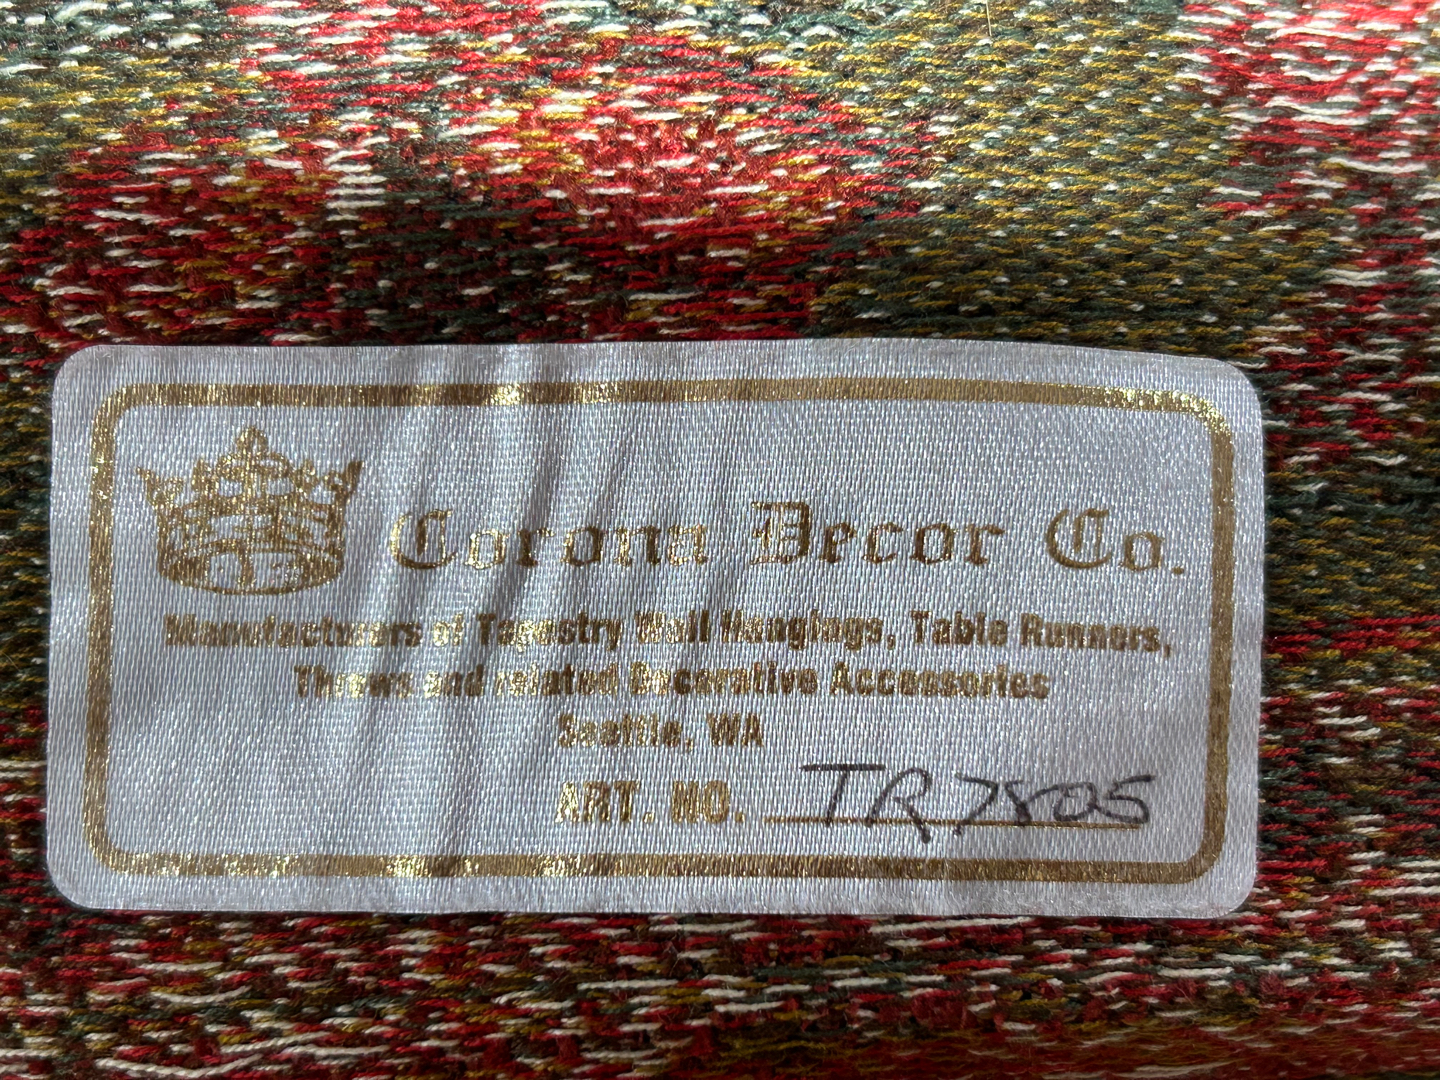 Corona Decor Co.
Manufacturers of Tapestry Wall Hangings, Table Runners,
Throws and related Decorative Accessories
Seattle, WA
ART. NO. TR7805